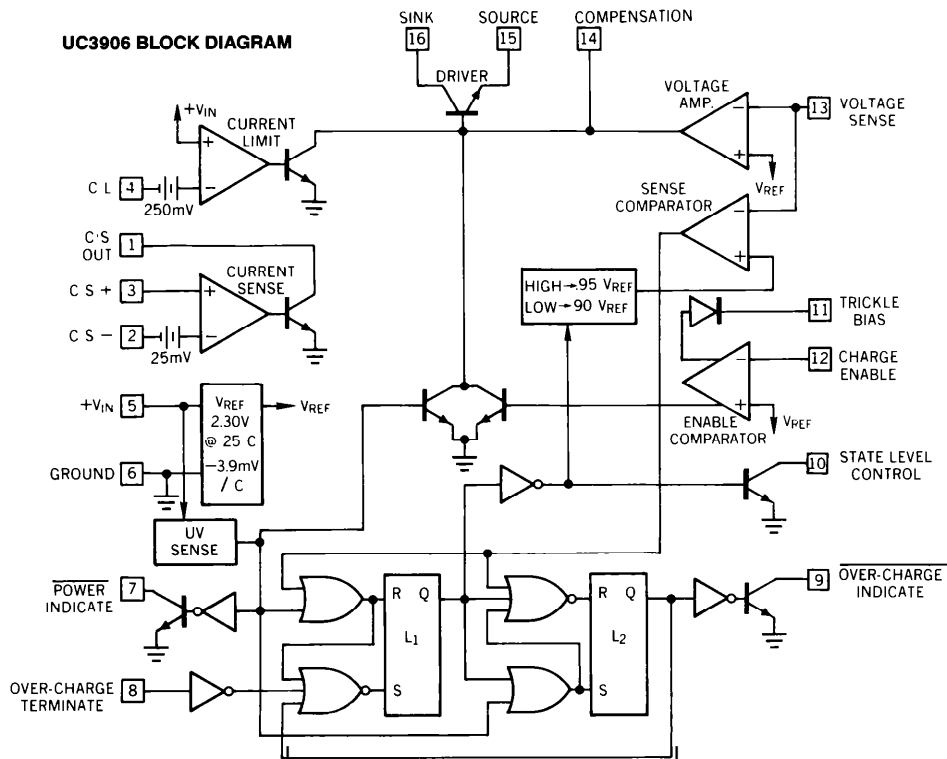 UC3906 BLOCK DIAGRAM
SINK
16
SOURCE
15
COMPENSATION
14
DRIVER
+VIN
CURRENT
LIMIT
+
−
C L
4
250mV
VOLTAGE
AMP.
−
+
13
VOLTAGE
SENSE
VREF
SENSE
COMPARATOR
−
+
C'S
OUT
1
CURRENT
SENSE
C S +
3
+
C S −
2
−
25mV
HIGH→.95 VREF
LOW→90 VREF
11
TRICKLE
BIAS
12
CHARGE
ENABLE
−
+
VREF
ENABLE
COMPARATOR
+VIN
5
VREF
2.30V
@ 25 C
−3.9mV
/ C
VREF
GROUND
6
10
STATE LEVEL
CONTROL
UV
SENSE
POWER
INDICATE
7
R Q
L1
S
R Q
L2
S
9
OVER-CHARGE
INDICATE
OVER-CHARGE
TERMINATE
8